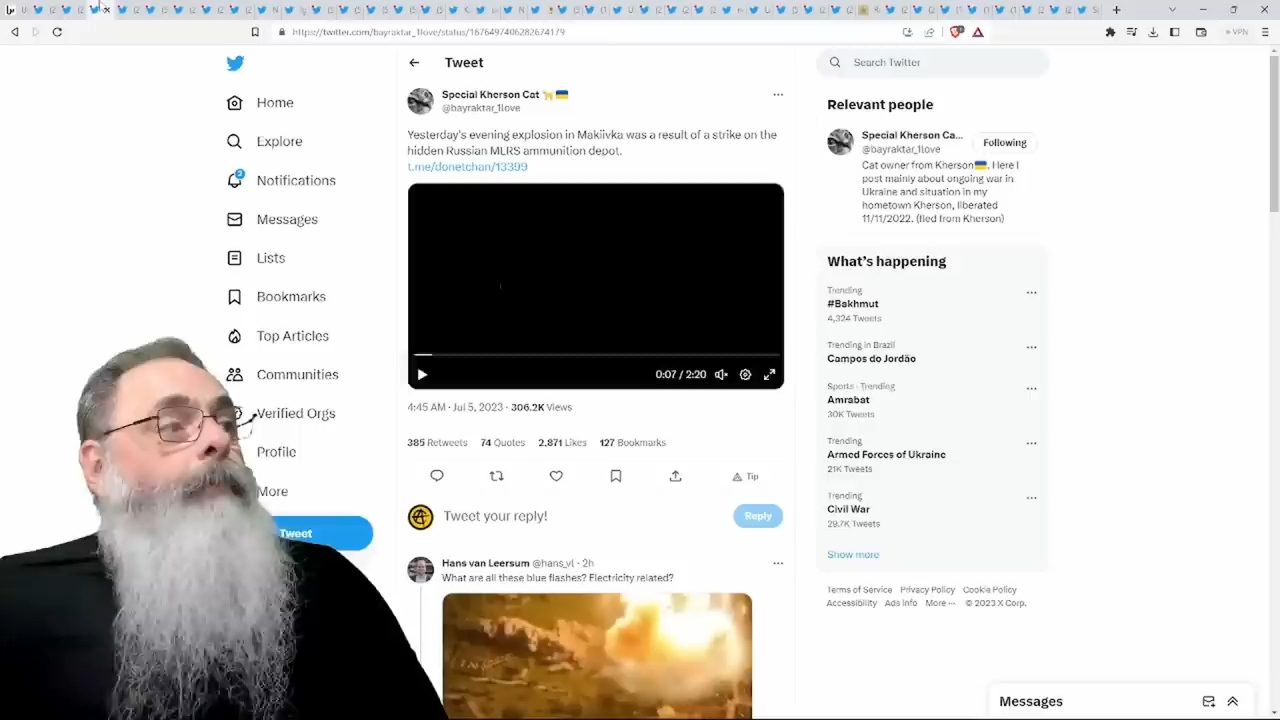 https://twitter.com/bayraktar_1love/status/1676497406282674179
VPN
Home
Explore
2
Notifications
Messages
Lists
Bookmarks
Top Articles
Communities
Verified Orgs
Profile
More
Tweet
Tweet
Special Kherson Cat
@bayraktar_1love
Yesterday's evening explosion in Makiivka was a result of a strike on the
hidden Russian MLRS ammunition depot.
t.me/donetchan/13399
0:07 / 2:20
4:45 AM · Jul 5, 2023 · 306.2K Views
385 Retweets 74 Quotes 2,871 Likes 127 Bookmarks
Tip
Tweet your reply!
Reply
Hans van Leersum @hans_vl · 2h
What are all these blue flashes? Electricity related?
Search Twitter
Relevant people
Special Kherson Ca...
@bayraktar_1love
Following
Cat owner from Kherson. Here I
post mainly about ongoing war in
Ukraine and situation in my
hometown Kherson, liberated
11/11/2022. (fled from Kherson)
What's happening
Trending
#Bakhmut
4,324 Tweets
Trending in Brazil
Campos do Jordão
Sports · Trending
Amrabat
30K Tweets
Trending
Armed Forces of Ukraine
21K Tweets
Trending
Civil War
29.7K Tweets
Show more
Terms of Service Privacy Policy Cookie Policy
Accessibility Ads info More ··· © 2023 X Corp.
Messages